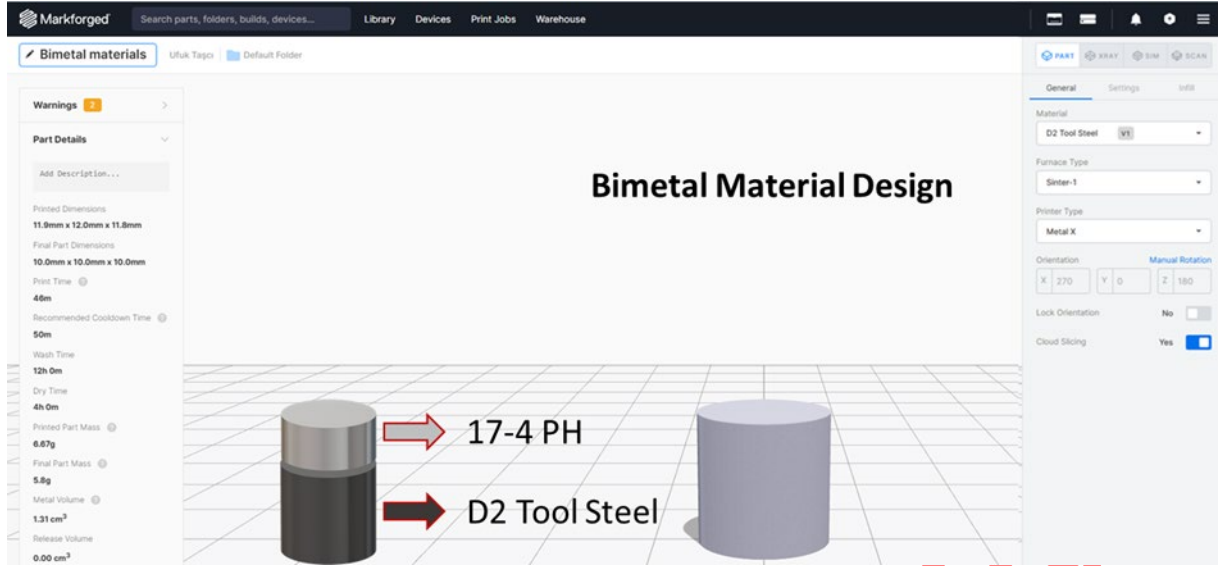 Markforged
Search parts, folders, builds, devices...
Library
Devices
Print Jobs
Warehouse
Bimetal materials
Ufuk Taşcı
Default Folder
PART
XRAY
SIM
SCAN
Warnings 2
Part Details
Add Description...
Printed Dimensions
11.9mm x 12.0mm x 11.8mm
Final Part Dimensions
10.0mm x 10.0mm x 10.0mm
Print Time
46m
Recommended Cooldown Time
50m
Wash Time
12h 0m
Dry Time
4h 0m
Printed Part Mass
6.67g
Final Part Mass
5.8g
Metal Volume
1.31 cm³
Release Volume
0.00 cm³
Bimetal Material Design
17-4 PH
D2 Tool Steel
General
Settings
Infill
Material
D2 Tool Steel V1
Furnace Type
Sinter-1
Printer Type
Metal X
Orientation
Manual Rotation
X 270
Y 0
Z 180
Lock Orientation
No
Cloud Slicing
Yes